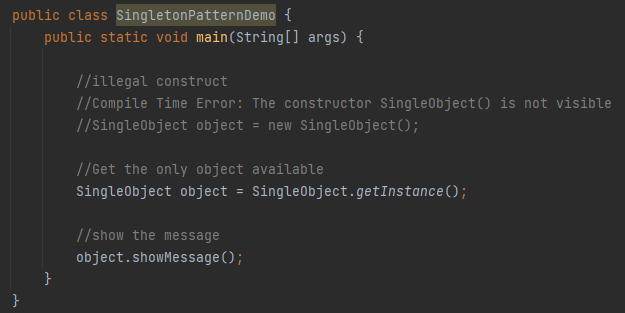 public class SingletonPatternDemo {
    public static void main(String[] args) {
        //illegal construct
        //Compile Time Error: The constructor SingleObject() is not visible
        //SingleObject object = new SingleObject();
        //Get the only object available
        SingleObject object = SingleObject.getInstance();
        //show the message
        object.showMessage();
    }
}